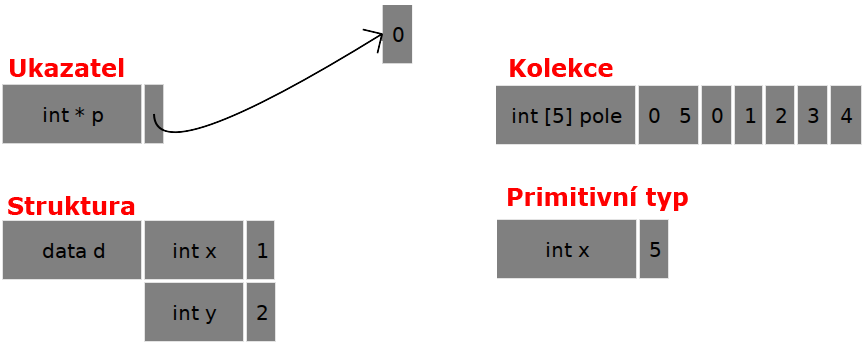 0
Ukazatel
int * p
Kolekce
int [5] pole 0 5 0 1 2 3 4
Struktura
data d int x 1
int y 2
Primitivní typ
int x 5